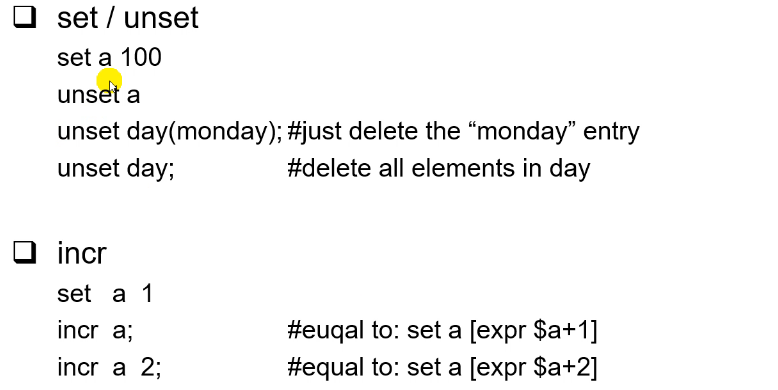 set / unset
set a 100
unset a
unset day(monday); #just delete the “monday” entry
unset day; #delete all elements in day
incr
set a 1
incr a; #euqal to: set a [expr $a+1]
incr a 2; #equal to: set a [expr $a+2]